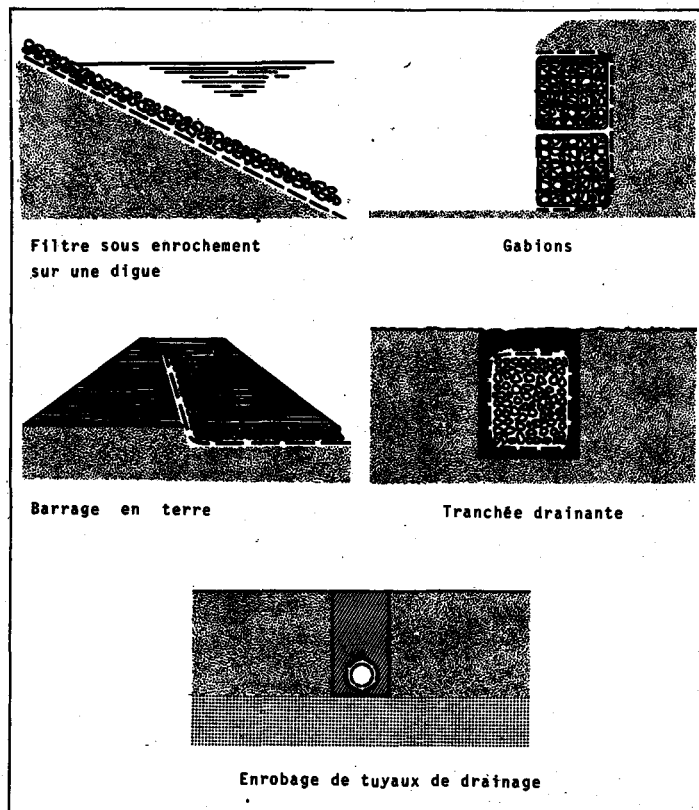 Filtre sous enrochement
sur une digue
Gabions
Barrage en terre
Tranchée drainante
Enrobage de tuyaux de drainage